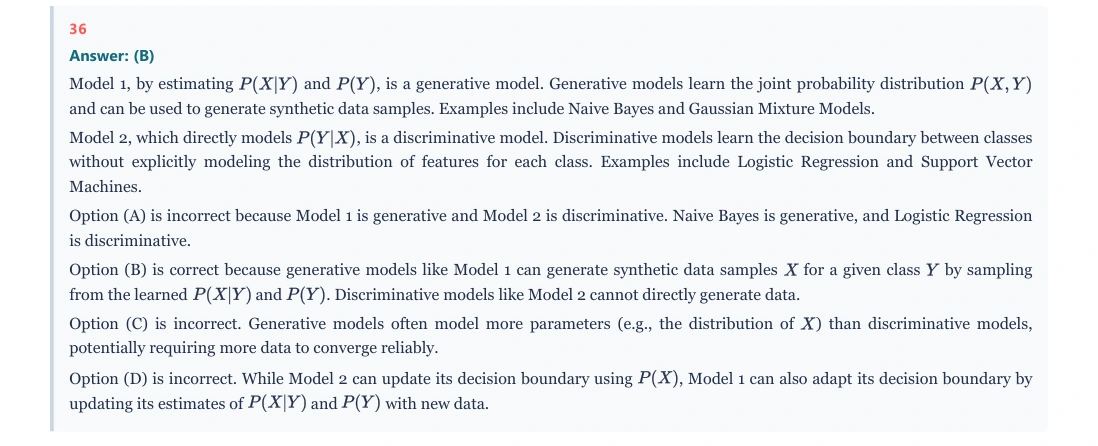 36
Answer: (B)
Model 1, by estimating P(X|Y) and P(Y), is a generative model. Generative models learn the joint probability distribution P(X, Y)
and can be used to generate synthetic data samples. Examples include Naive Bayes and Gaussian Mixture Models.
Model 2, which directly models P(Y|X), is a discriminative model. Discriminative models learn the decision boundary between classes
without explicitly modeling the distribution of features for each class. Examples include Logistic Regression and Support Vector
Machines.
Option (A) is incorrect because Model 1 is generative and Model 2 is discriminative. Naive Bayes is generative, and Logistic Regression
is discriminative.
Option (B) is correct because generative models like Model 1 can generate synthetic data samples X for a given class Y by sampling
from the learned P(X|Y) and P(Y). Discriminative models like Model 2 cannot directly generate data.
Option (C) is incorrect. Generative models often model more parameters (e.g., the distribution of X) than discriminative models,
potentially requiring more data to converge reliably.
Option (D) is incorrect. While Model 2 can update its decision boundary using P(X), Model 1 can also adapt its decision boundary by
updating its estimates of P(X|Y) and P(Y) with new data.